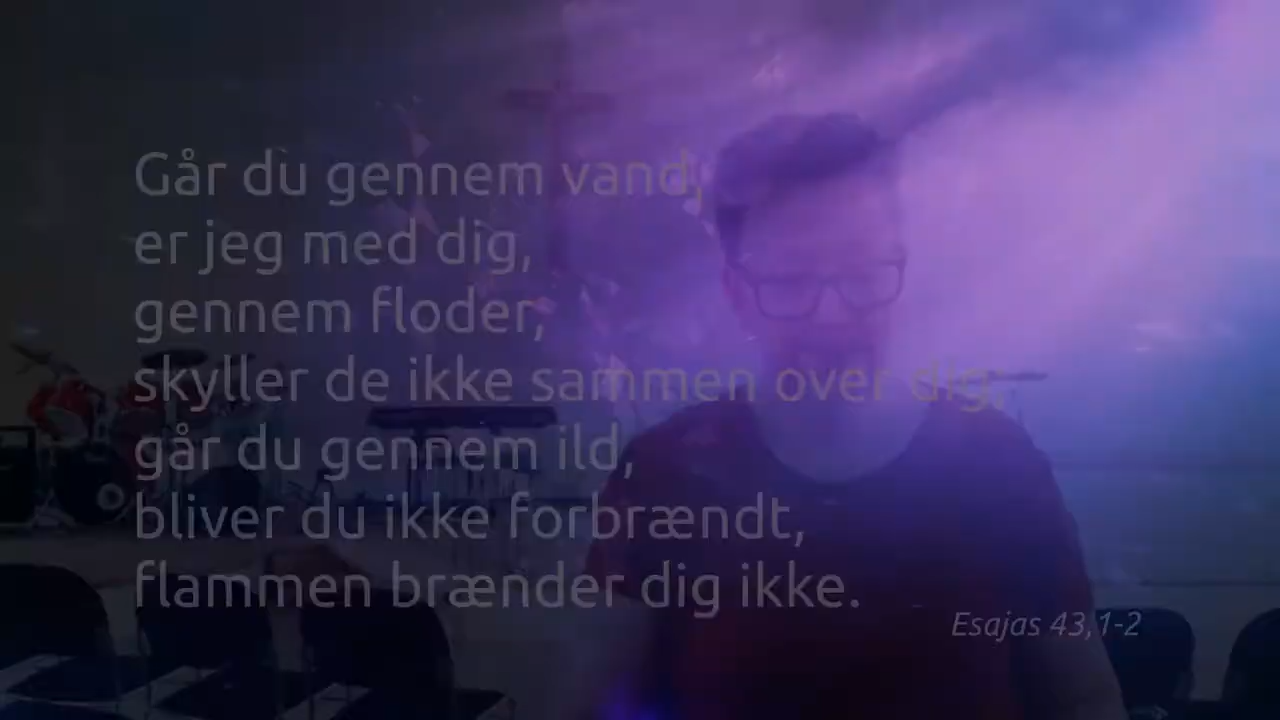 Går du gennem vand,
er jeg med dig,
gennem floder,
skyller de ikke sammen over dig;
går du gennem ild,
bliver du ikke forbrændt,
flammen brænder dig ikke.
Esajas 43,1-2